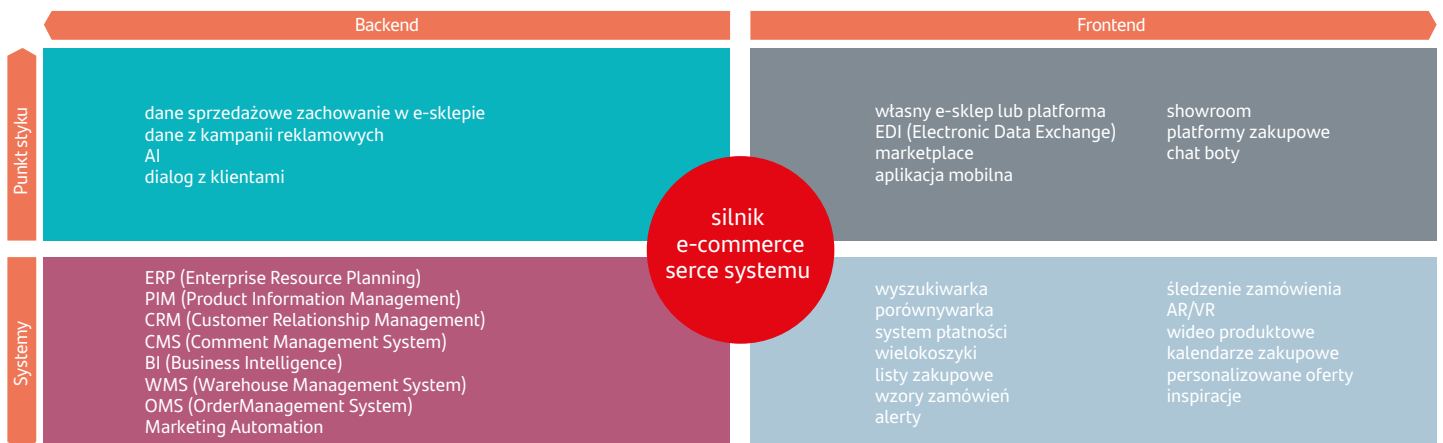 Backend
Frontend
Punkt styku
dane sprzedażowe zachowanie w e-sklepie
dane z kampanii reklamowych
AI
dialog z klientami
własny e-sklep lub platforma
EDI (Electronic Data Exchange)
marketplace
aplikacja mobilna
showroom
platformy zakupowe
chat boty
silnik
e-commerce
serce systemu
Systemy
ERP (Enterprise Resource Planning)
PIM (Product Information Management)
CRM (Customer Relationship Management)
CMS (Comment Management System)
BI (Business Intelligence)
WMS (Warehouse Management System)
OMS (OrderManagement System)
Marketing Automation
wyszukiwarka
porównywarka
system płatności
wielokoszyki
listy zakupowe
wzory zamówień
alerty
śledzenie zamówienia
AR/VR
wideo produktowe
kalendarze zakupowe
personalizowane oferty
inspiracje